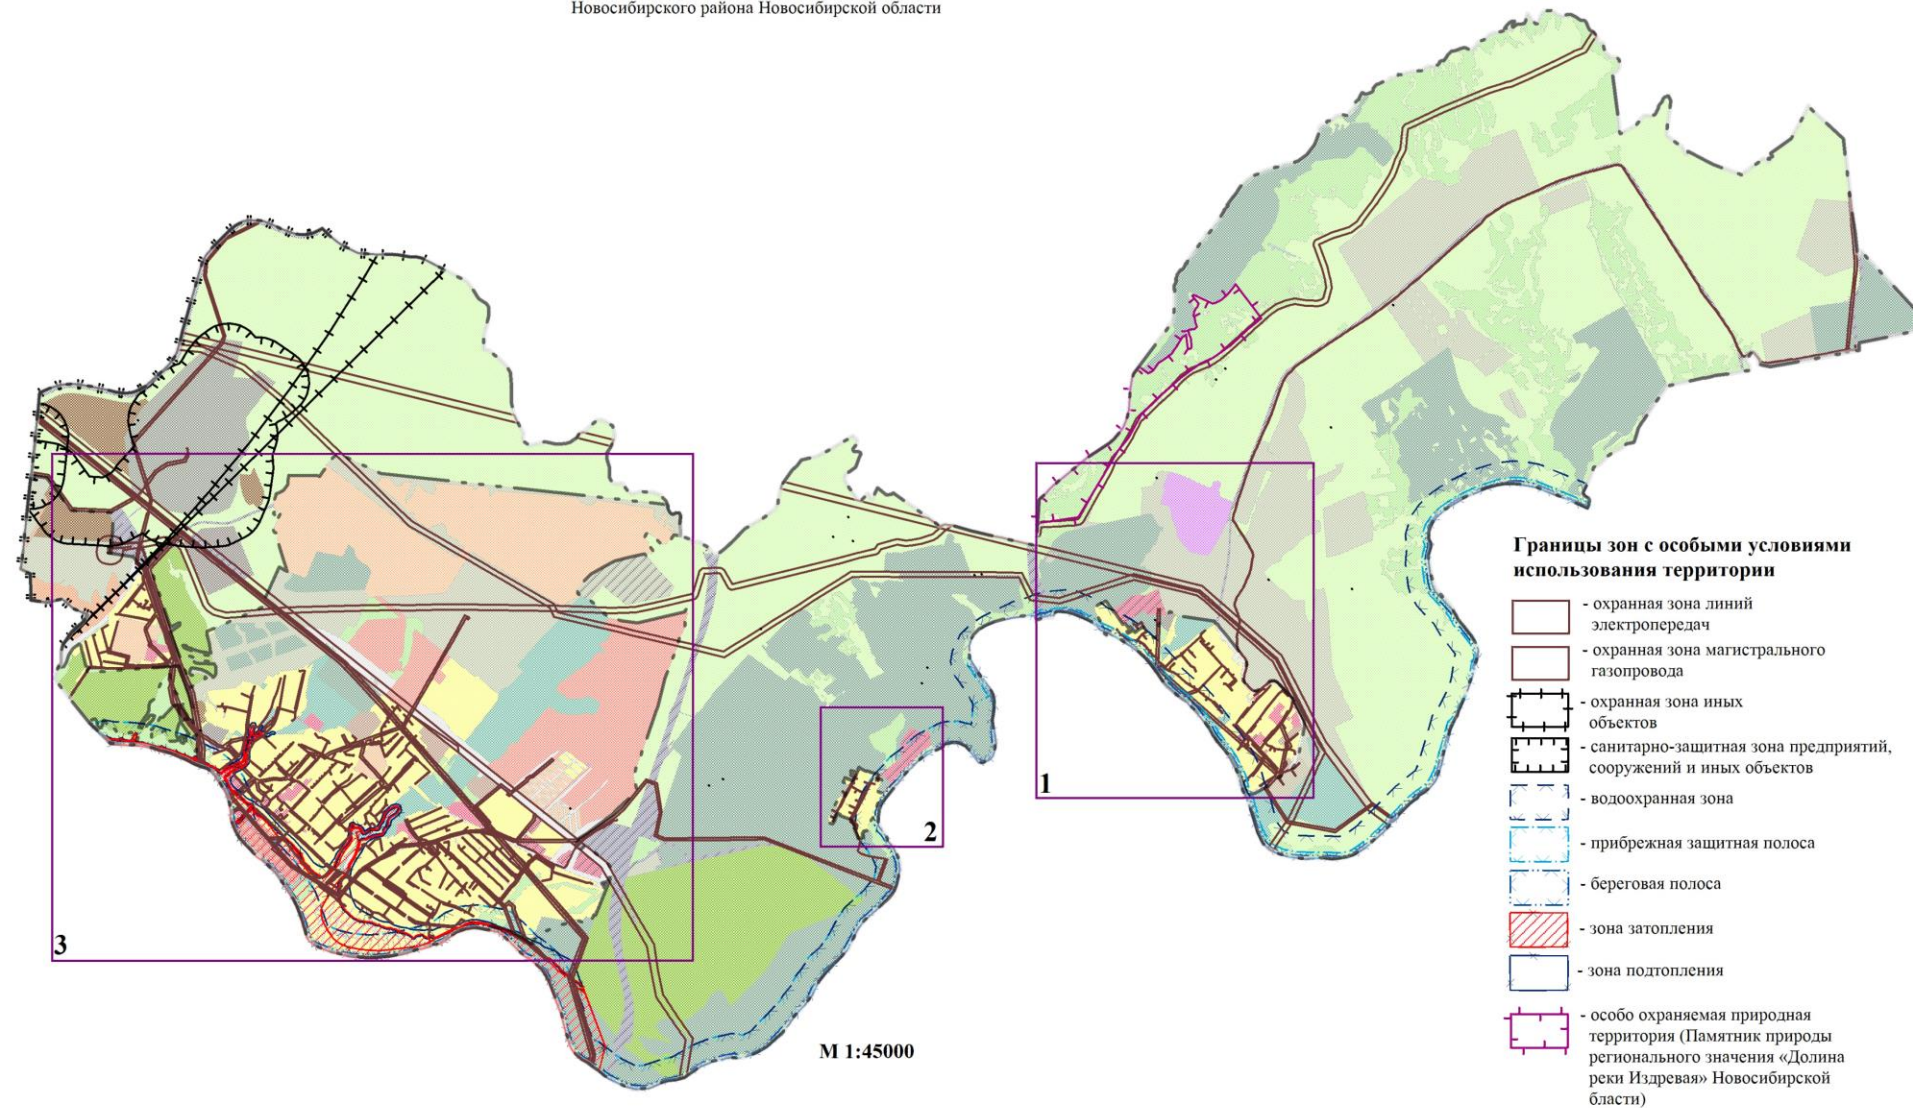 Новосибирского района Новосибирской области
Границы зон с особыми условиями
использования территории
- охранная зона линий
электропередач
- охранная зона магистрального
газопровода
- охранная зона иных
объектов
- санитарно-защитная зона предприятий,
сооружений и иных объектов
- водоохранная зона
- прибрежная защитная полоса
- береговая полоса
- зона затопления
- зона подтопления
- особо охраняемая природная
территория (Памятник природы
регионального значения «Долина
реки Издревая» Новосибирской
бласти)
1
2
3
М 1:45000